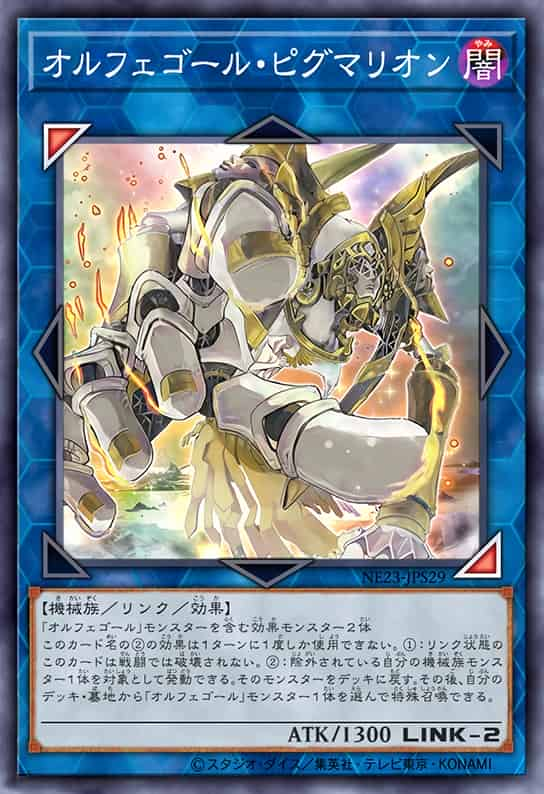 オルフェゴール・ピグマリオン
闇
NE23-JPS29
【機械族／リンク／効果】
「オルフェゴール」モンスターを含む効果モンスター２体
このカード名の②の効果は１ターンに１度しか使用できない。①：リンク状態の
このカードは戦闘では破壊されない。②：除外されている自分の機械族モンス
ター１体を対象として発動できる。そのモンスターをデッキに戻す。その後、自分の
デッキ・墓地から「オルフェゴール」モンスター１体を選んで特殊召喚できる。
ATK/1300 LINK-2
©スタジオ・ダイス／集英社・テレビ東京・KONAMI